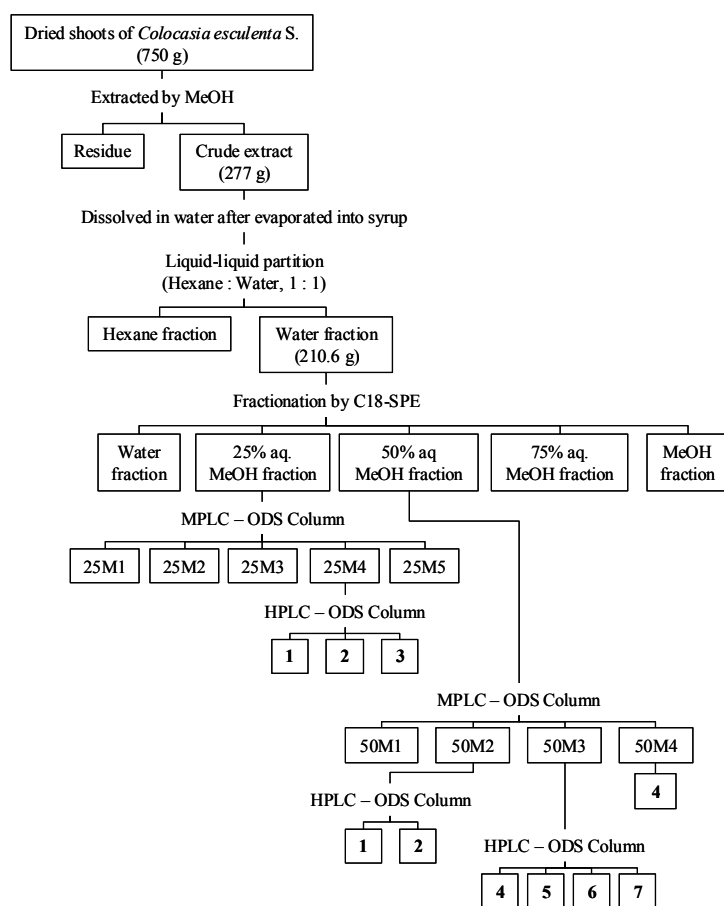 Dried shoots of Colocasia esculenta S.
(750 g)
Extracted by MeOH
Residue
Crude extract
(277 g)
Dissolved in water after evaporated into syrup
Liquid-liquid partition
(Hexane : Water, 1 : 1)
Hexane fraction
Water fraction
(210.6 g)
Fractionation by C18-SPE
Water
fraction
25% aq.
MeOH fraction
50% aq
MeOH fraction
75% aq.
MeOH fraction
MeOH
fraction
MPLC – ODS Column
25M1
25M2
25M3
25M4
25M5
HPLC – ODS Column
1
2
3
MPLC – ODS Column
50M1
50M2
50M3
50M4
4
HPLC – ODS Column
1
2
HPLC – ODS Column
4
5
6
7